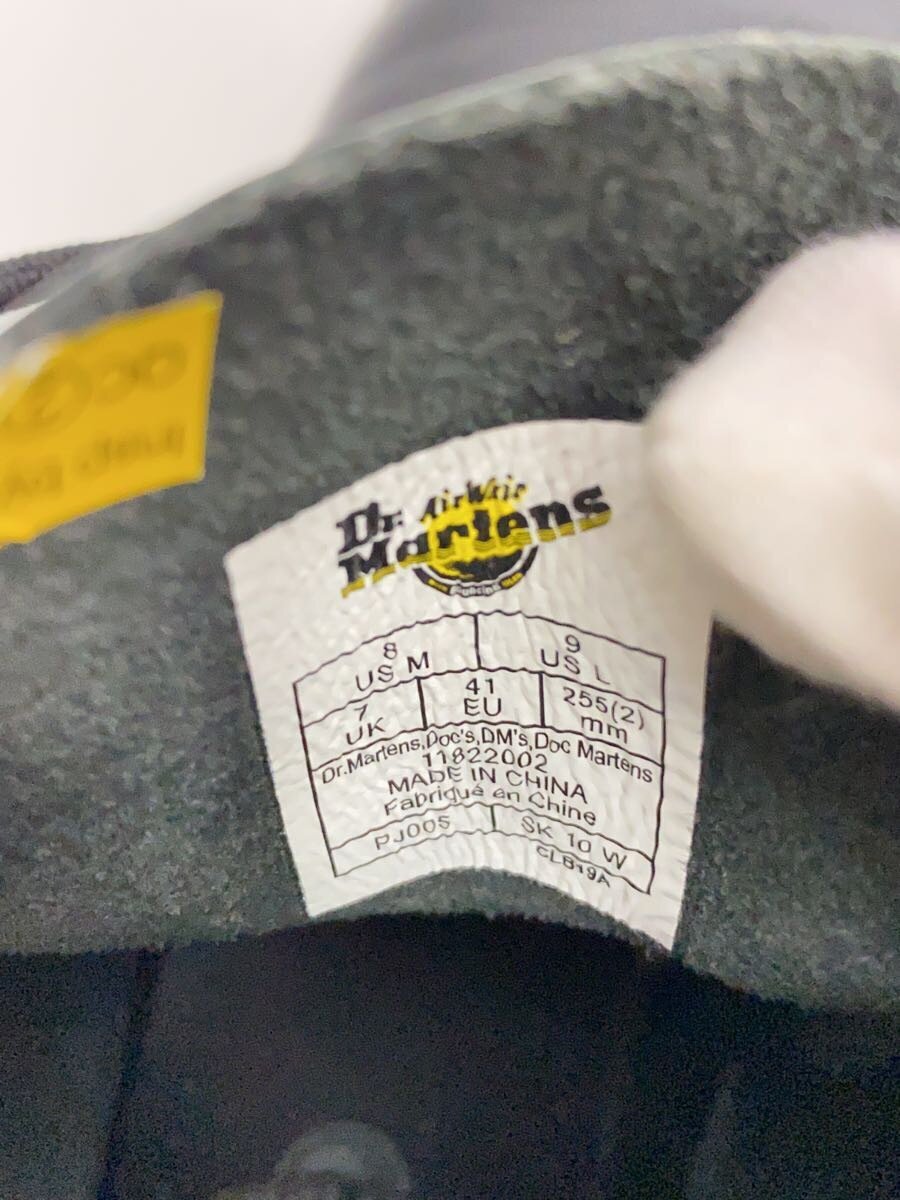 Dr. AirWair
Martens
8
US M
9
US L
7
UK
41
EU
255(2)
mm
Dr.Martens,Doc's,DM's,Doc Martens
11822002
MADE IN CHINA
Fabriqué en Chine
PJ005
SK 10 W
CLB19A